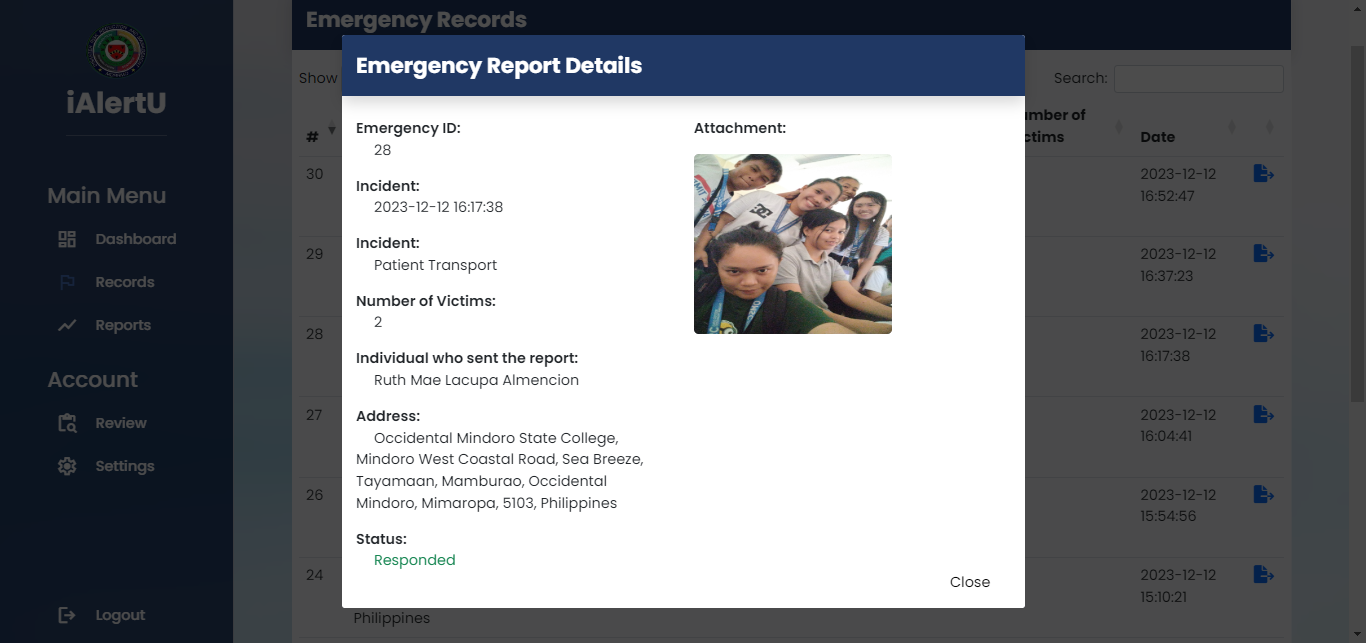 Emergency Records
iAlertU
Main Menu
Dashboard
Records
Reports
Account
Review
Settings
Logout
Show
Search:
Emergency Report Details
Emergency ID:
28
Incident:
2023-12-12 16:17:38
Incident:
Patient Transport
Number of Victims:
2
Individual who sent the report:
Ruth Mae Lacupa Almencion
Address:
Occidental Mindoro State College,
Mindoro West Coastal Road, Sea Breeze,
Tayamaan, Mamburao, Occidental
Mindoro, Mimaropa, 5103, Philippines
Status:
Responded
Attachment:
Close
#
umber of
ctims
Date
30
2023-12-12
16:52:47
29
2023-12-12
16:37:23
28
2023-12-12
16:17:38
27
2023-12-12
16:04:41
26
2023-12-12
15:54:56
24
2023-12-12
15:10:21
Philippines